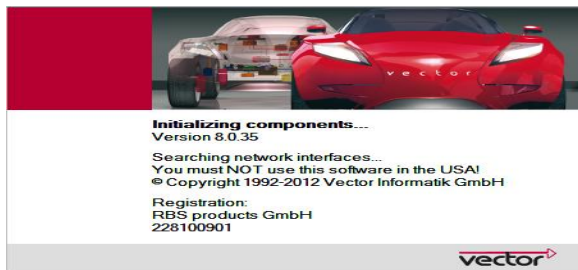 vector
Initializing components...
Version 8.0.35
Searching network interfaces...
You must NOT use this software in the USA!
© Copyright 1992-2012 Vector Informatik GmbH
Registration:
RBS products GmbH
228100901
vector